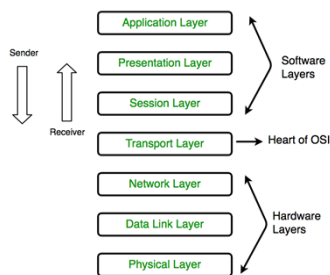 Application Layer
Sender
Presentation Layer
Software
Layers
Session Layer
Receiver
Transport Layer
Heart of OSI
Network Layer
Data Link Layer
Hardware
Layers
Physical Layer